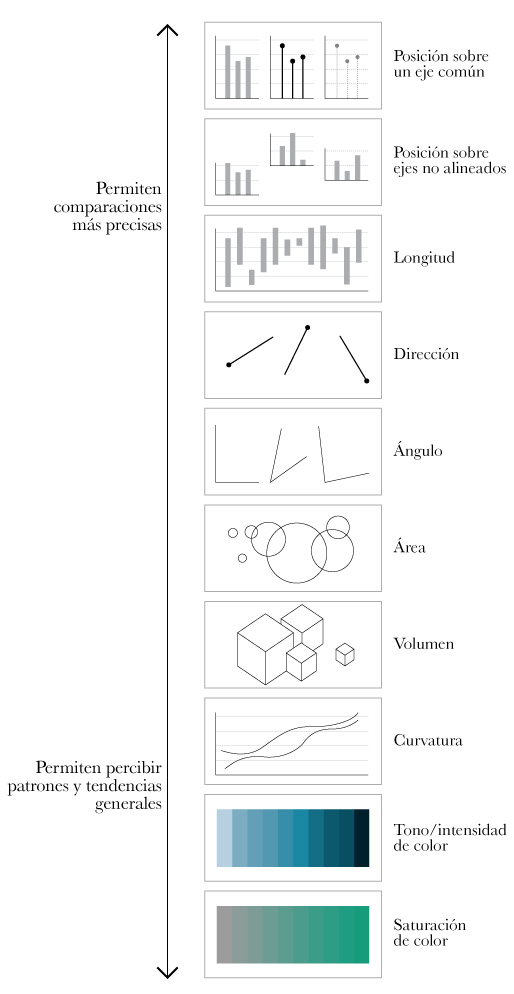 Posición sobre
un eje común
Posición sobre
ejes no alineados
Permiten
comparaciones
más precisas
Longitud
Dirección
Ángulo
Área
Volumen
Curvatura
Permiten percibir
patrones y tendencias
generales
Tono/intensidad
de color
Saturación
de color